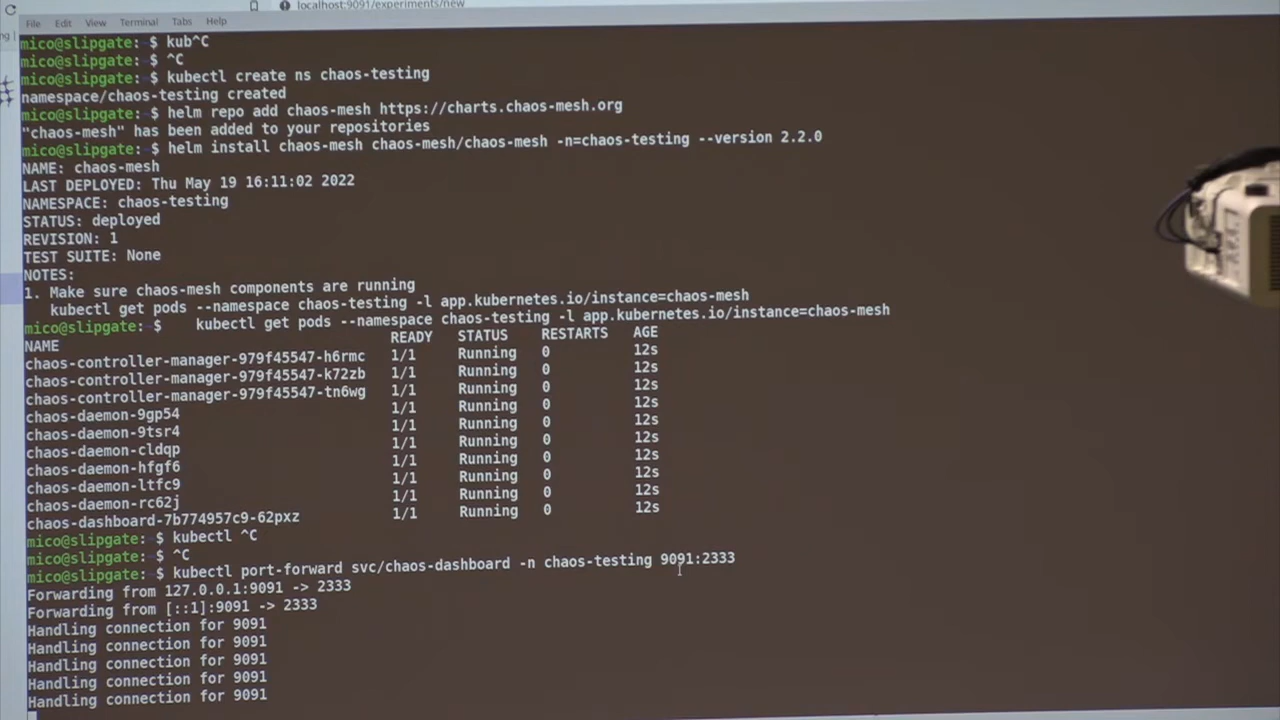 localhost:9091/experiments/new
File Edit View Terminal Tabs Help
mico@slipgate: $ kub^C
mico@slipgate: $ ^C
mico@slipgate: $ kubectl create ns chaos-testing
namespace/chaos-testing created
mico@slipgate: $ helm repo add chaos-mesh https://charts.chaos-mesh.org
"chaos-mesh" has been added to your repositories
mico@slipgate: $ helm install chaos-mesh chaos-mesh/chaos-mesh -n=chaos-testing --version 2.2.0
NAME: chaos-mesh
LAST DEPLOYED: Thu May 19 16:11:02 2022
NAMESPACE: chaos-testing
STATUS: deployed
REVISION: 1
TEST SUITE: None
NOTES:
1. Make sure chaos-mesh components are running
kubectl get pods --namespace chaos-testing -l app.kubernetes.io/instance=chaos-mesh
mico@slipgate: $ kubectl get pods --namespace chaos-testing -l app.kubernetes.io/instance=chaos-mesh
NAME READY STATUS RESTARTS AGE
chaos-controller-manager-979f45547-h6rmc 1/1 Running 0 12s
chaos-controller-manager-979f45547-k72zb 1/1 Running 0 12s
chaos-controller-manager-979f45547-tn6wg 1/1 Running 0 12s
chaos-daemon-9gp54 1/1 Running 0 12s
chaos-daemon-9tsr4 1/1 Running 0 12s
chaos-daemon-cldqp 1/1 Running 0 12s
chaos-daemon-hfgf6 1/1 Running 0 12s
chaos-daemon-ltfc9 1/1 Running 0 12s
chaos-daemon-rc62j 1/1 Running 0 12s
chaos-dashboard-7b774957c9-62pxz 1/1 Running 0 12s
mico@slipgate: $ kubectl ^C
mico@slipgate: $ ^C
mico@slipgate: $ kubectl port-forward svc/chaos-dashboard -n chaos-testing 9091:2333
Forwarding from 127.0.0.1:9091 -> 2333
Forwarding from [::1]:9091 -> 2333
Handling connection for 9091
Handling connection for 9091
Handling connection for 9091
Handling connection for 9091
Handling connection for 9091